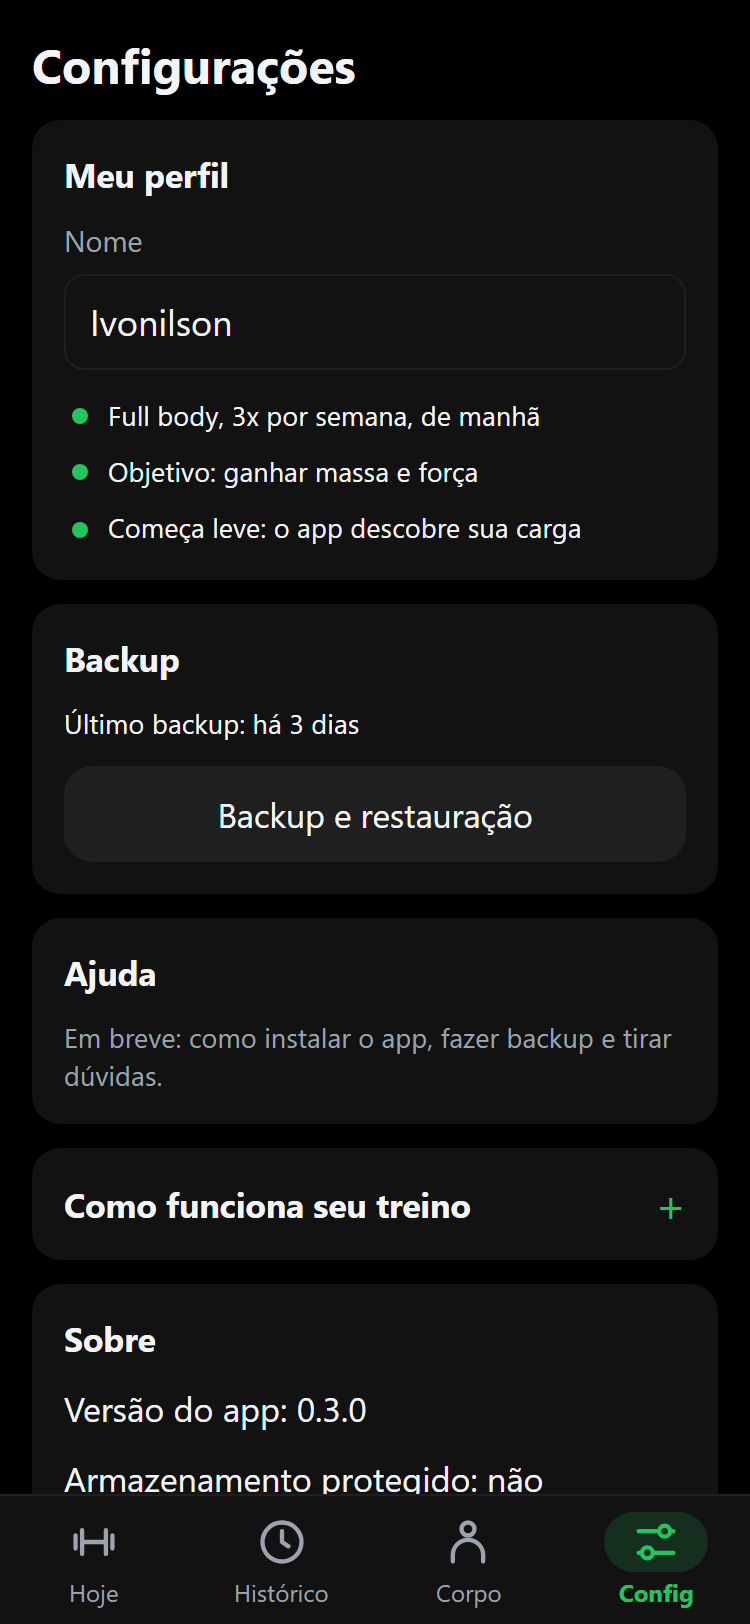 Configurações
Meu perfil
Nome
Ivonilson
Full body, 3x por semana, de manhã
Objetivo: ganhar massa e força
Começa leve: o app descobre sua carga
Backup
Último backup: há 3 dias
Backup e restauração
Ajuda
Em breve: como instalar o app, fazer backup e tirar
dúvidas.
Como funciona seu treino +
Sobre
Versão do app: 0.3.0
Armazenamento protegido: não
Hoje Histórico Corpo Config